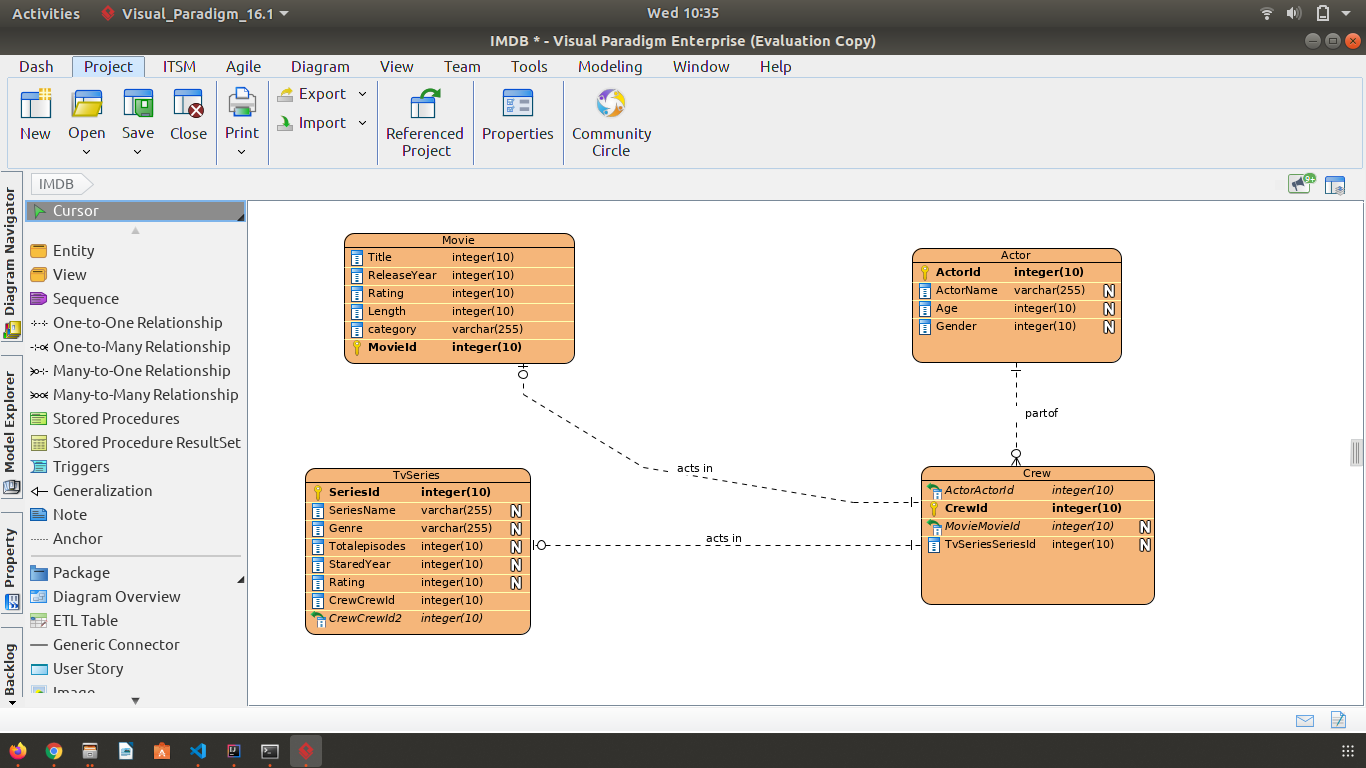 Activities Visual_Paradigm_16.1 Wed 10:35
IMDB * - Visual Paradigm Enterprise (Evaluation Copy)
Dash Project ITSM Agile Diagram View Team Tools Modeling Window Help
New Open Save Close Print Export Import Referenced Project Properties Community Circle
IMDB
9+
Diagram Navigator
Model Explorer
Property
Backlog
Cursor
Entity
View
Sequence
One-to-One Relationship
One-to-Many Relationship
Many-to-One Relationship
Many-to-Many Relationship
Stored Procedures
Stored Procedure ResultSet
Triggers
Generalization
Note
Anchor
Package
Diagram Overview
ETL Table
Generic Connector
User Story
Image
Movie
Title integer(10)
ReleaseYear integer(10)
Rating integer(10)
Length integer(10)
category varchar(255)
MovieId integer(10)
Actor
ActorId integer(10)
ActorName varchar(255) N
Age integer(10) N
Gender integer(10) N
partof
acts in
acts in
TvSeries
SeriesId integer(10)
SeriesName varchar(255) N
Genre varchar(255) N
Totalepisodes integer(10) N
StaredYear integer(10) N
Rating integer(10) N
CrewCrewId integer(10)
CrewCrewId2 integer(10)
Crew
ActorActorId integer(10)
CrewId integer(10)
MovieMovieId integer(10) N
TvSeriesSeriesId integer(10) N